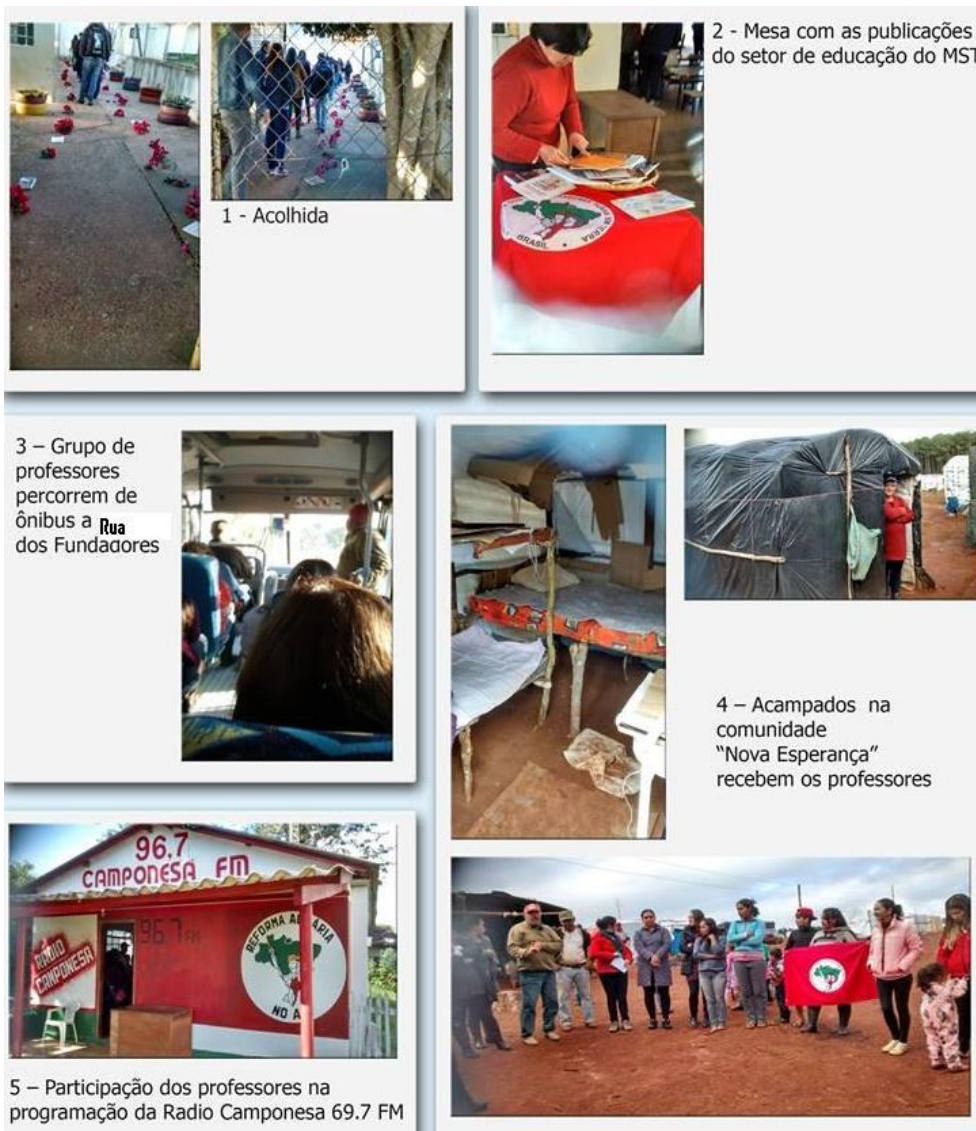 1 - Acolhida
2 - Mesa com as publicações
do setor de educação do MST
BRASIL
3 – Grupo de
professores
percorrem de
ônibus a Rua
dos Fundadores
4 – Acampados na
comunidade
“Nova Esperança”
recebem os professores
96,7
CAMPONESA FM
96.7 FM
RÁDIO
CAMPONESA
REFORMA AGRÁRIA
NO A
5 – Participação dos professores na
programação da Radio Camponesa 69.7 FM